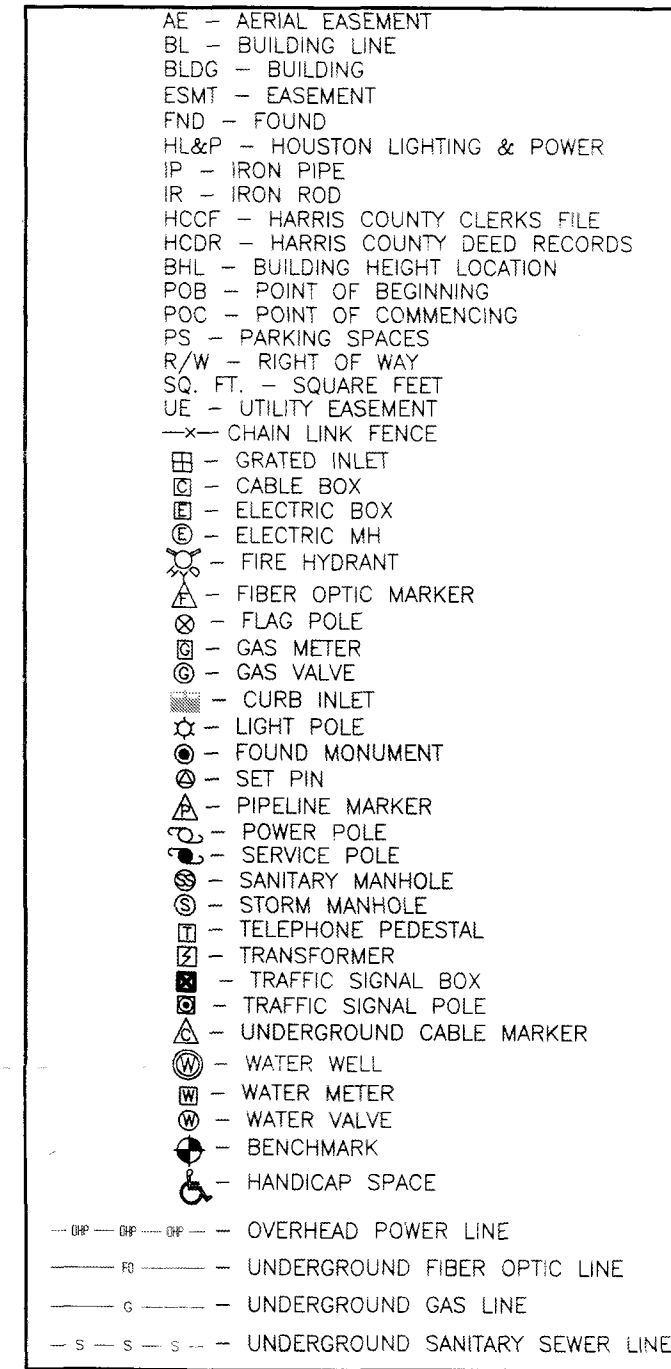 AE – AERIAL EASEMENT
BL – BUILDING LINE
BLDG – BUILDING
ESMT – EASEMENT
FND – FOUND
HL&P – HOUSTON LIGHTING & POWER
IP – IRON PIPE
IR – IRON ROD
HCCF – HARRIS COUNTY CLERKS FILE
HCDR – HARRIS COUNTY DEED RECORDS
BHL – BUILDING HEIGHT LOCATION
POB – POINT OF BEGINNING
POC – POINT OF COMMENCING
PS – PARKING SPACES
R/W – RIGHT OF WAY
SQ. FT. – SQUARE FEET
UE – UTILITY EASEMENT
—x— CHAIN LINK FENCE
– GRATED INLET
C – CABLE BOX
E – ELECTRIC BOX
E – ELECTRIC MH
– FIRE HYDRANT
F – FIBER OPTIC MARKER
– FLAG POLE
G – GAS METER
G – GAS VALVE
– CURB INLET
– LIGHT POLE
– FOUND MONUMENT
– SET PIN
P – PIPELINE MARKER
– POWER POLE
– SERVICE POLE
SS – SANITARY MANHOLE
S – STORM MANHOLE
T – TELEPHONE PEDESTAL
– TRANSFORMER
– TRAFFIC SIGNAL BOX
– TRAFFIC SIGNAL POLE
C – UNDERGROUND CABLE MARKER
W – WATER WELL
W – WATER METER
W – WATER VALVE
– BENCHMARK
– HANDICAP SPACE
— OHP — OHP — OHP — – OVERHEAD POWER LINE
— FO — – UNDERGROUND FIBER OPTIC LINE
— G — – UNDERGROUND GAS LINE
— S — S — S — – UNDERGROUND SANITARY SEWER LINE